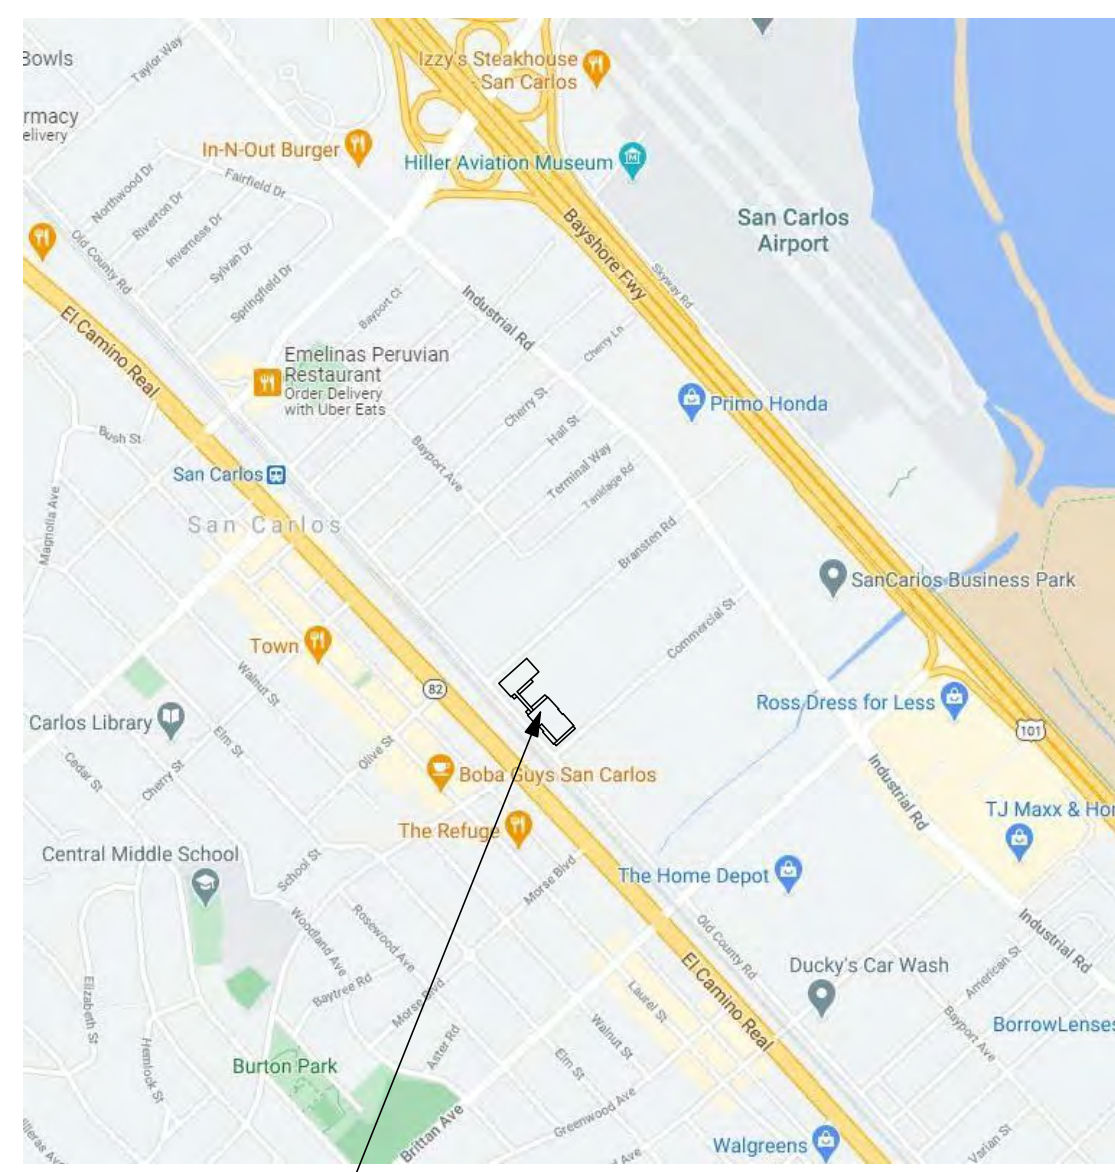 Bowls
Taylor Way
Izzy's Steakhouse
- San Carlos
rmacy
elivery
In-N-Out Burger
Hiller Aviation Museum
Northwood Dr
Fairfield Dr
Riverton Dr
Inverness Dr
Sylvan Dr
Springfield Dr
Old County Rd
San Carlos
Airport
Bayshore Fwy
Skyway Rd
Bayport Ct
Industrial Rd
El Camino Real
Emelinas Peruvian
Restaurant
Order Delivery
with Uber Eats
Cherry Ln
Primo Honda
Cherry St
Hall St
Bush St
Bayport Ave
Terminal Way
Tanklage Rd
San Carlos
Magnolia Ave
San Carlos
Bransten Rd
SanCarlos Business Park
Commercial St
Town
Walnut St
82
Ross Dress for Less
101
Carlos Library
Elm St
Olive St
Cedar St
Cherry St
Boba Guys San Carlos
Industrial Rd
TJ Maxx & Hom
The Refuge
Central Middle School
School St
Morse Blvd
The Home Depot
Rosewood Ave
Woodland Ave
Old County Rd
Industrial Rd
Baytree Rd
El Camino Real
Ducky's Car Wash
American St
Elizabeth St
Morse Blvd
Laurel St
Bayport Ave
BorrowLenses
Hemlock St
Burton Park
Aster Rd
Walnut St
Elm St
Brittan Ave
Greenwood Ave
Walgreens
Varian St
illeras Av
Ave